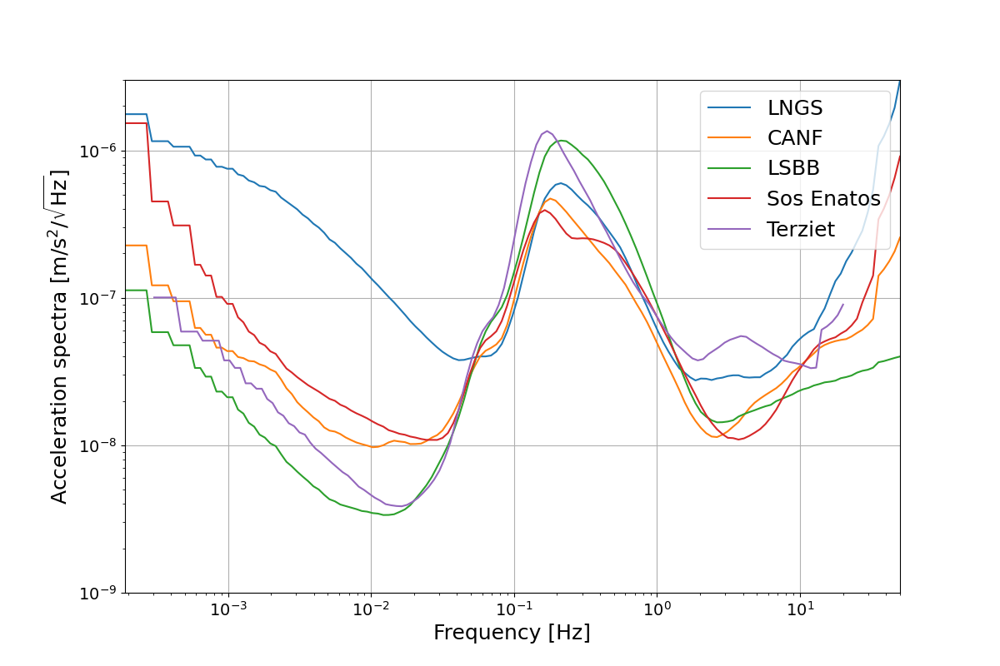 LNGS
CANF
LSBB
Sos Enatos
Terziet
Acceleration spectra [m/s²/√Hz]
10⁻⁶
10⁻⁷
10⁻⁸
10⁻⁹
10⁻³ 10⁻² 10⁻¹ 10⁰ 10¹
Frequency [Hz]